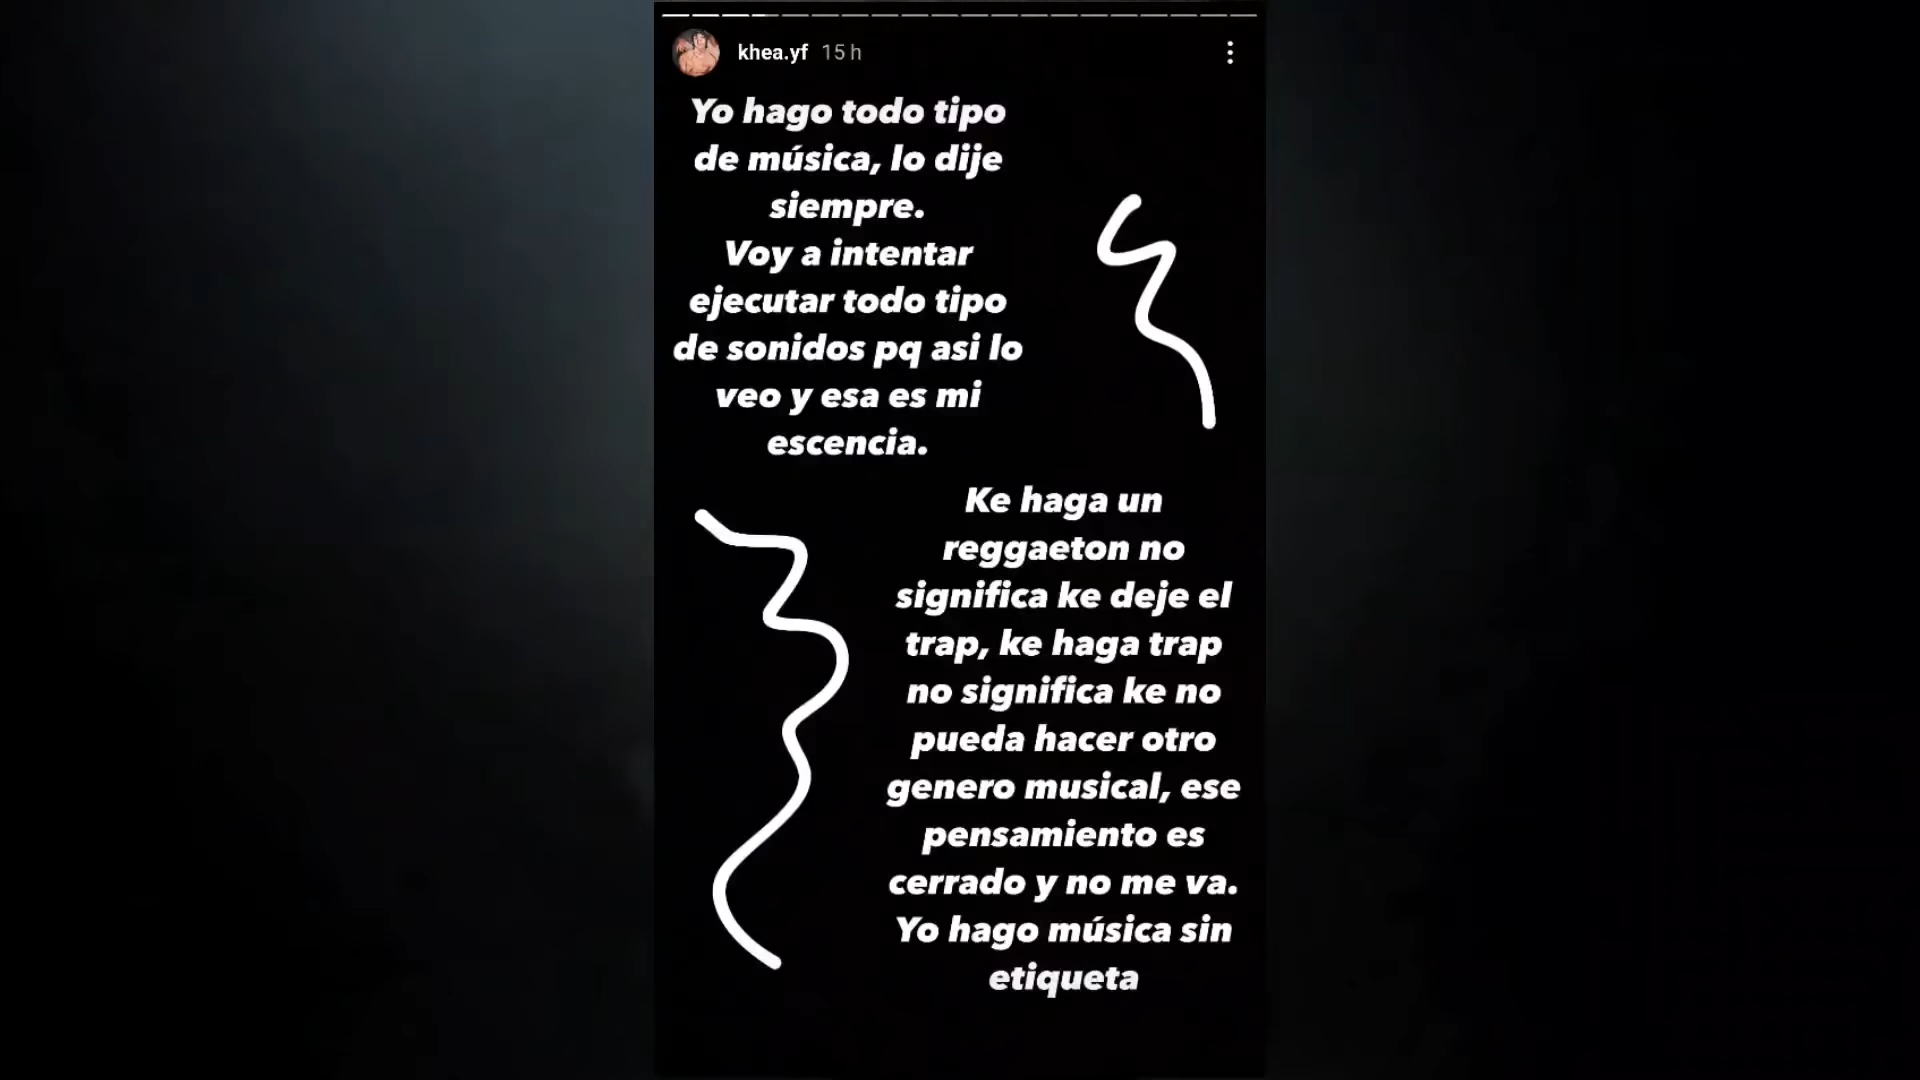 khea.yf 15 h
Yo hago todo tipo
de música, lo dije
siempre.
Voy a intentar
ejecutar todo tipo
de sonidos pq asi lo
veo y esa es mi
escencia.
Ke haga un
reggaeton no
significa ke deje el
trap, ke haga trap
no significa ke no
pueda hacer otro
genero musical, ese
pensamiento es
cerrado y no me va.
Yo hago música sin
etiqueta